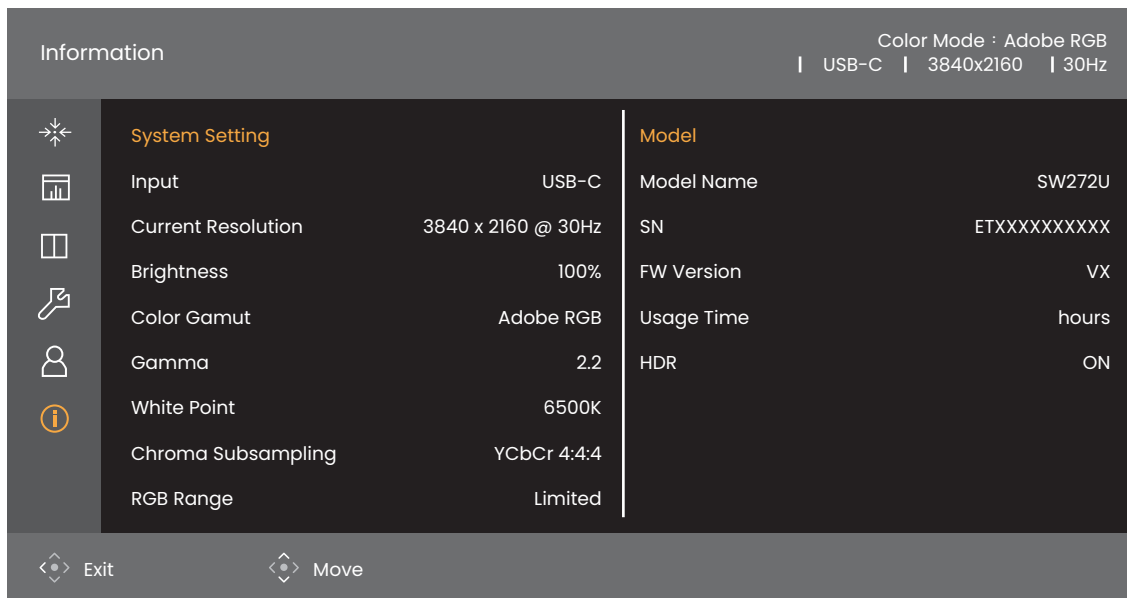 Information
Color Mode : Adobe RGB
| USB-C | 3840x2160 | 30Hz
System Setting
Input USB-C
Current Resolution 3840 x 2160 @ 30Hz
Brightness 100%
Color Gamut Adobe RGB
Gamma 2.2
White Point 6500K
Chroma Subsampling YCbCr 4:4:4
RGB Range Limited
Model
Model Name SW272U
SN ETXXXXXXXXXX
FW Version VX
Usage Time hours
HDR ON
Exit Move